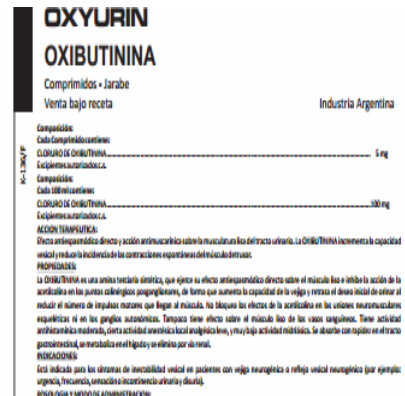 OXYURIN
OXIBUTININA
Comprimidos • Jarabe
Venta bajo receta Industria Argentina
K-136/F
Composición:
Cada Comprimido contiene:
CLORURO DE OXIBUTININA 5 mg
Excipientes autorizados c.s.
Composición:
Cada 100 ml contiene:
CLORURO DE OXIBUTININA 100 mg
Excipientes autorizados c.s.
ACCION TERAPEUTICA:
Efecto antiespasmódico directo y acción antimuscarínica sobre la musculatura lisa del tracto urinario. La OXIBUTININA incrementa la capacidad
vesical y reduce la incidencia de las contracciones espontáneas del músculo detrusor.
PROPIEDADES:
La OXIBUTININA es una amina terciaria sintética, que ejerce su efecto antiespasmódico directo sobre el músculo liso e inhibe la acción de la
acetilcolina en los puntos colinérgicos posganglionares, de forma que aumenta la capacidad de la vejiga y retrasa el deseo inicial de orinar al
reducir el número de impulsos motores que llegan al músculo. No bloquea los efectos de la acetilcolina en las uniones neuromusculares
esqueléticas ni en los ganglios autonómicos. Tampoco tiene efecto sobre el músculo liso de los vasos sanguíneos. Tiene actividad
antihistamínica moderada, cierta actividad anestésica local analgésica leve, y muy baja actividad midriásica. Se absorbe con rapidez en el tracto
gastrointestinal, se metaboliza en el hígado y se elimina por vía renal.
INDICACIONES:
Está indicada para los síntomas de inestabilidad vesical en pacientes con vejiga neurogénica o reflejo vesical neurogénico (por ejemplo:
urgencia, frecuencia, sensación o incontinencia urinaria y disuria).
POSOLOGIA Y MODO DE ADMINISTRACION: